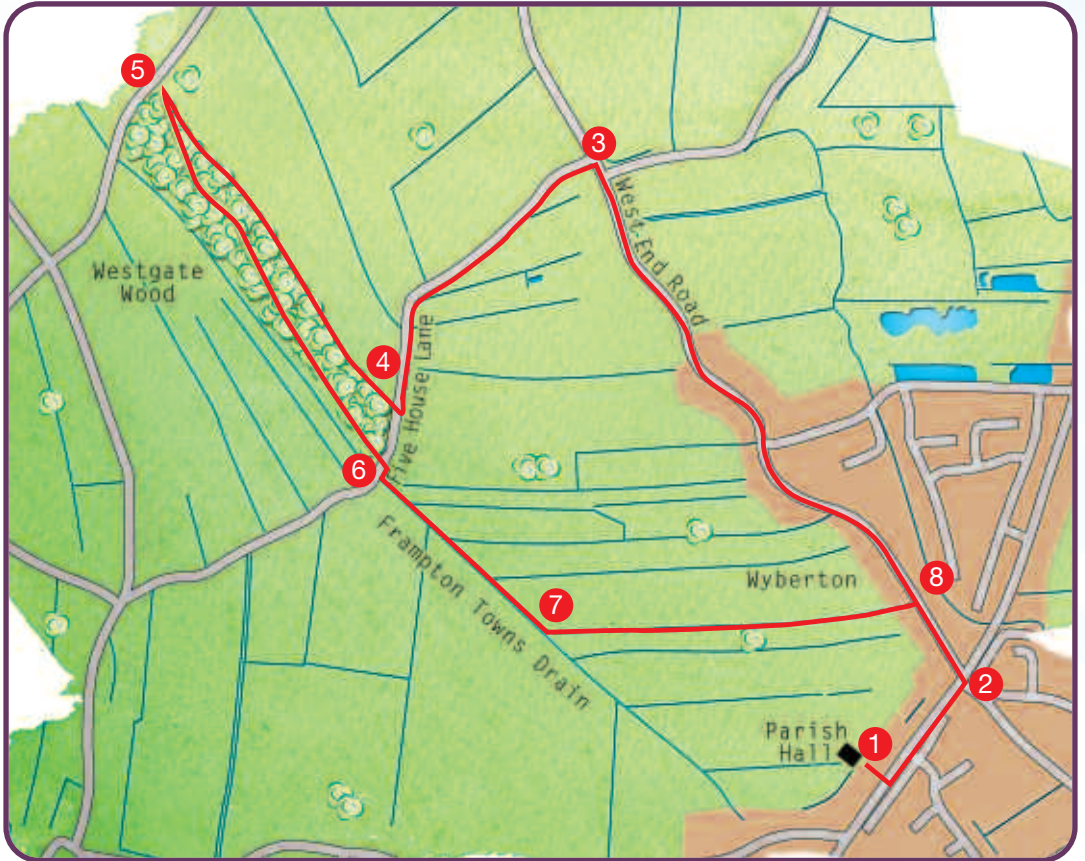 5
3
West End Road
Westgate
Wood
4
Five House Lane
6
Frampton Towns Drain
7
Wyberton
8
2
Parish
Hall
1